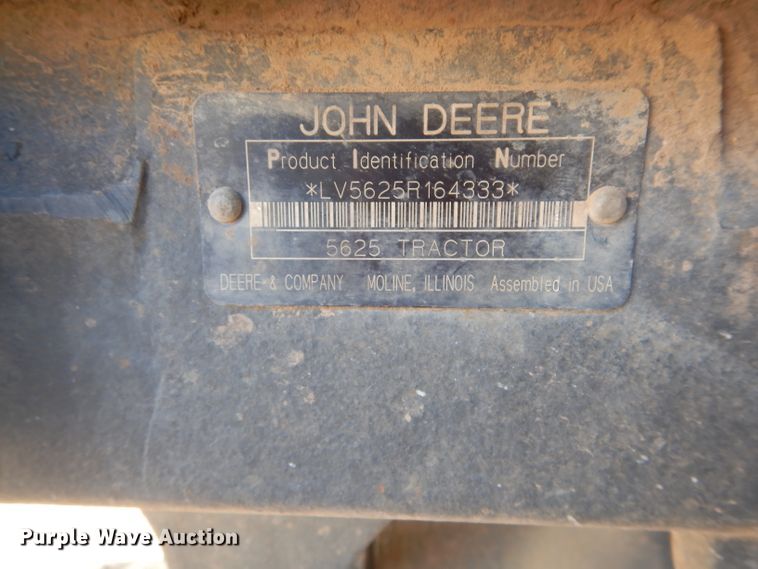 JOHN DEERE
Product Identification Number
*LV5625R164333*
5625 TRACTOR
DEERE & COMPANY MOLINE, ILLINOIS Assembled in USA
Purple Wave Auction